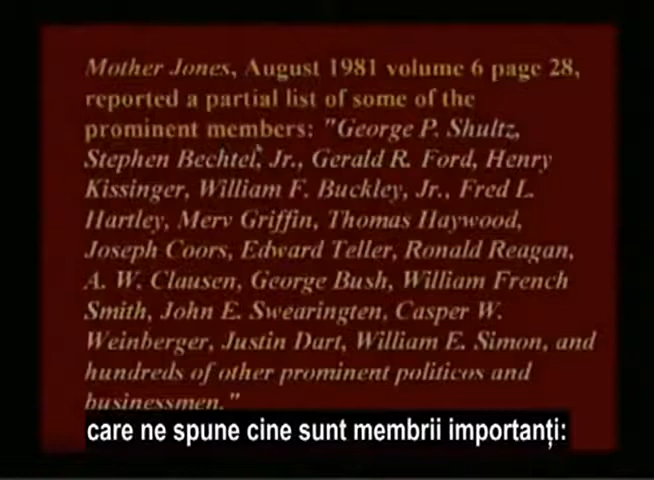 Mother Jones, August 1981 volume 6 page 28,
reported a partial list of some of the
prominent members: "George P. Shultz,
Stephen Bechtel, Jr., Gerald R. Ford, Henry
Kissinger, William F. Buckley, Jr., Fred L.
Hartley, Merv Griffin, Thomas Haywood,
Joseph Coors, Edward Teller, Ronald Reagan,
A. W. Clausen, George Bush, William French
Smith, John E. Swearingten, Casper W.
Weinberger, Justin Dart, William E. Simon, and
hundreds of other prominent politicos and
businessmen."
care ne spune cine sunt membrii importanți: